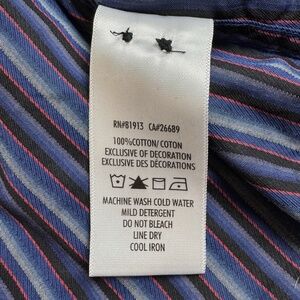 RN#81913 CA#26689
100%COTTON/ COTON
EXCLUSIVE OF DECORATION
EXCLUSIVE DES DÉCORATIONS
MACHINE WASH COLD WATER
MILD DETERGENT
DO NOT BLEACH
LINE DRY
COOL IRON